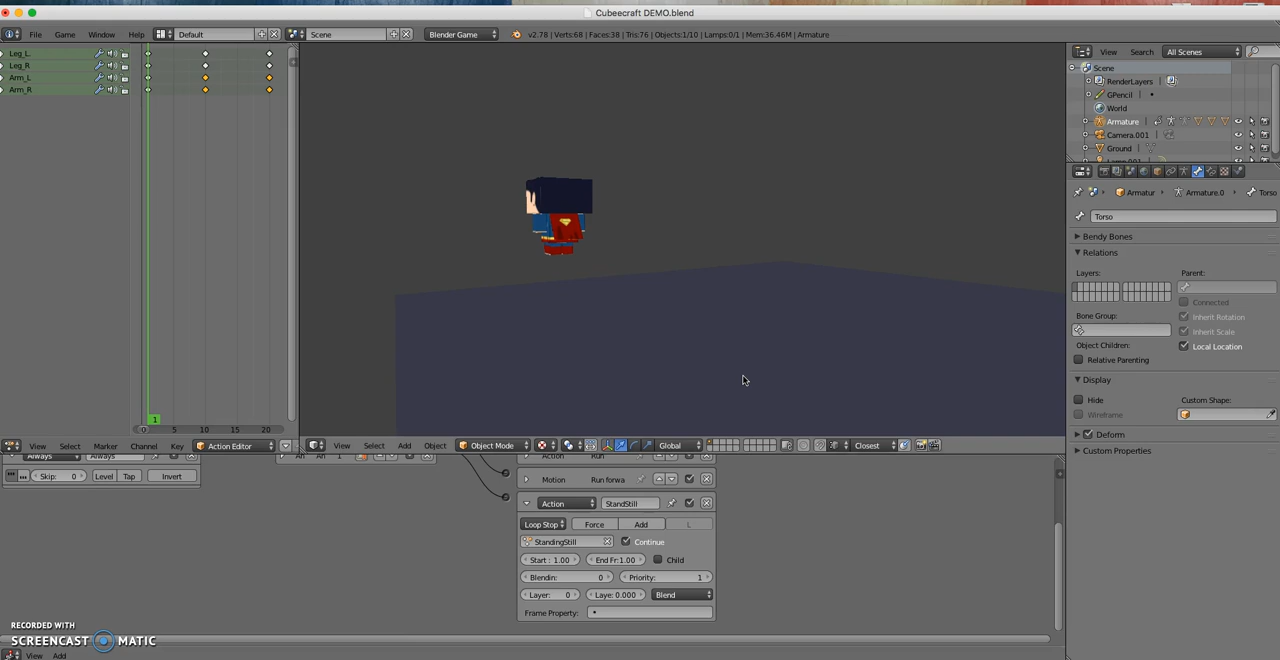 Cubeecraft DEMO.blend
File Game Window Help Default Scene Blender Game v2.78 | Verts:68 | Faces:38 | Tris:76 | Objects:1/10 | Lamps:0/1 | Mem:36.46M | Armature
View Search All Scenes
Leg_L
Leg_R
Arm_L
Arm_R
Scene
RenderLayers
GPencil
World
Armature
Camera.001
Ground
Armatur Armature.0 Torso
Torso
Bendy Bones
Relations
Layers: Parent:
Connected
Bone Group: Inherit Rotation
Inherit Scale
Object Children: Local Location
Relative Parenting
Display
Hide Custom Shape:
Wireframe
Deform
Custom Properties
1
0 5 10 15 20
View Select Marker Channel Key Action Editor
View Select Add Object Object Mode Global Closest
Always Always
Skip: 0 Level Tap Invert
Action Run
Motion Run forwa
Action StandStill
Loop Stop Force Add L
StandingStill Continue
Start : 1.00 End Fr:1.00 Child
Blendin: 0 Priority: 1
Layer: 0 Laye: 0.000 Blend
Frame Property:
RECORDED WITH
SCREENCAST MATIC
View Add